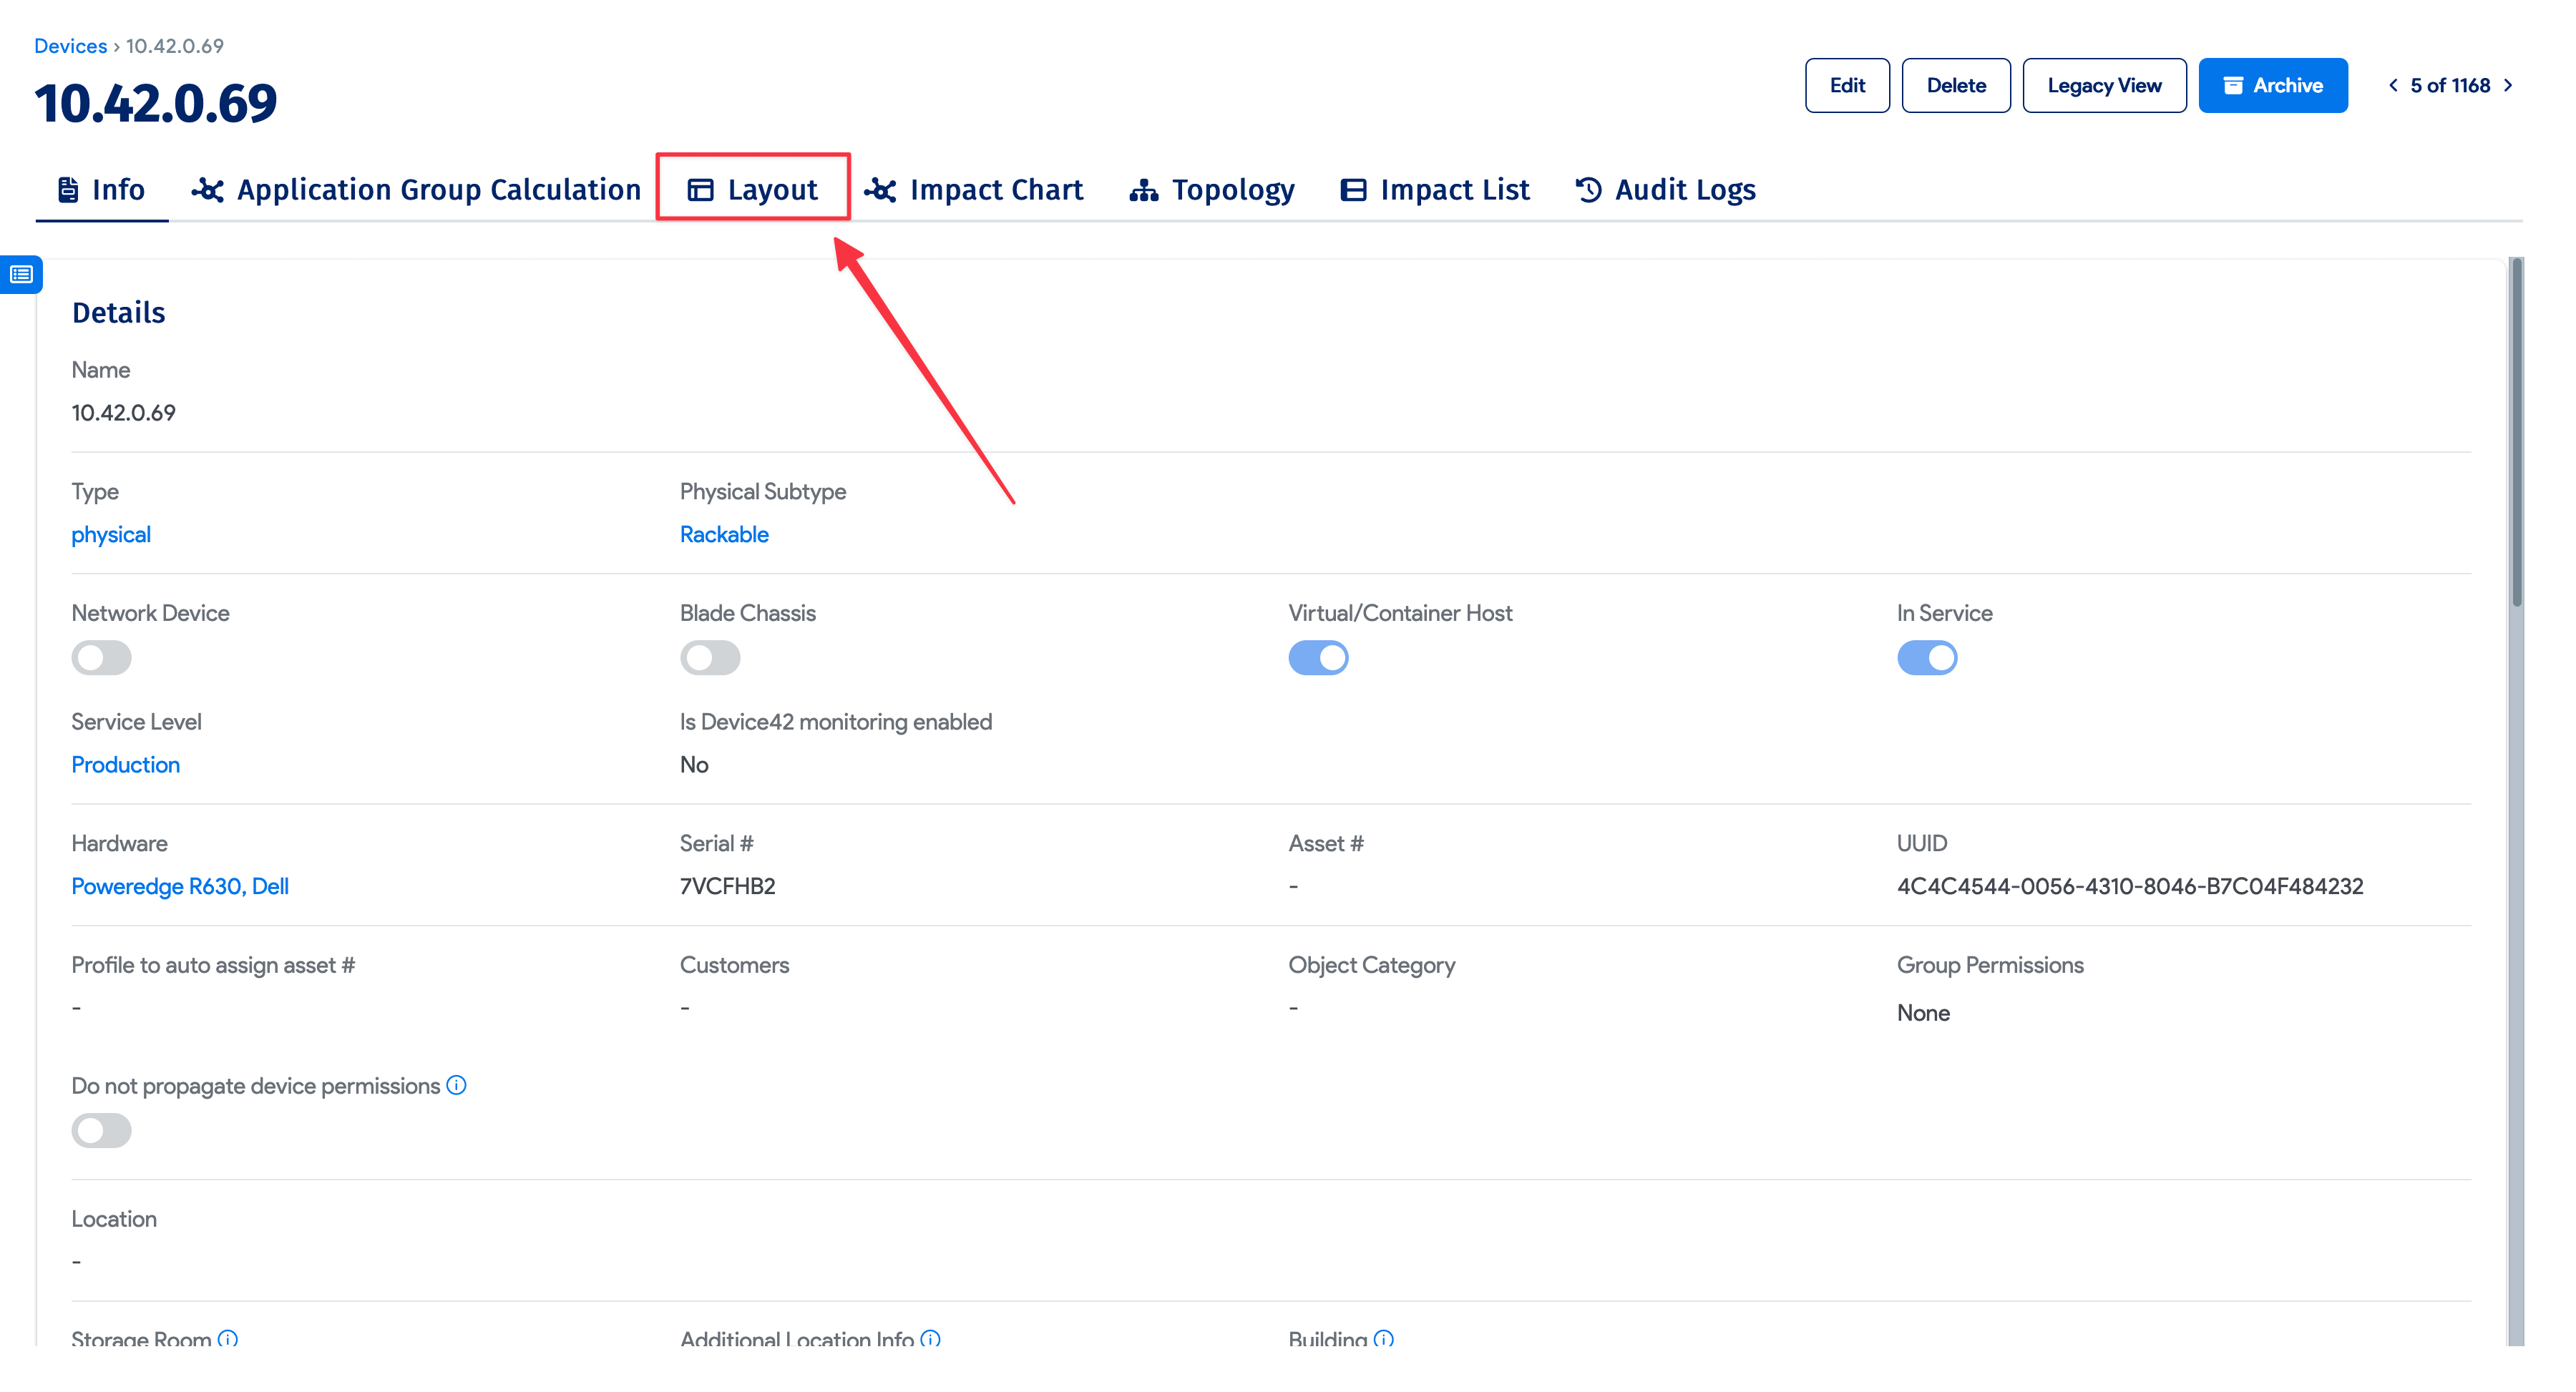 Devices › 10.42.0.69
10.42.0.69
Edit
Delete
Legacy View
Archive
5 of 1168
Info
Application Group Calculation
Layout
Impact Chart
Topology
Impact List
Audit Logs
Details
Name
10.42.0.69
Type
Physical Subtype
physical
Rackable
Network Device
Blade Chassis
Virtual/Container Host
In Service
Service Level
Is Device42 monitoring enabled
Production
No
Hardware
Serial #
Asset #
UUID
Poweredge R630, Dell
7VCFHB2
-
4C4C4544-0056-4310-8046-B7C04F484232
Profile to auto assign asset #
Customers
Object Category
Group Permissions
-
-
-
None
Do not propagate device permissions
Location
-
Storage Room
Additional Location Info
Building